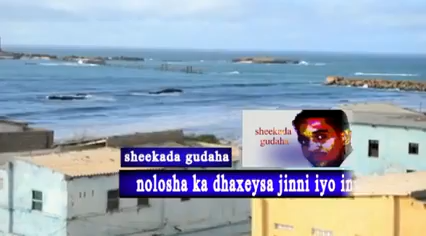 sheekada
gudaha
sheekada gudaha
nolosha ka dhaxeysa jinni iyo in